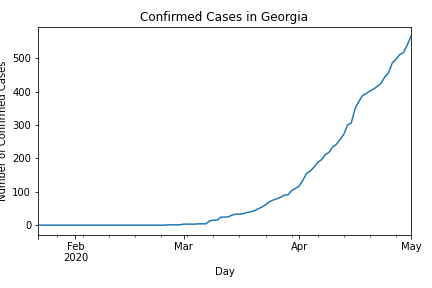 Confirmed Cases in Georgia
Number of Confirmed Cases
500
400
300
200
100
0
Feb
2020
Mar
Apr
May
Day